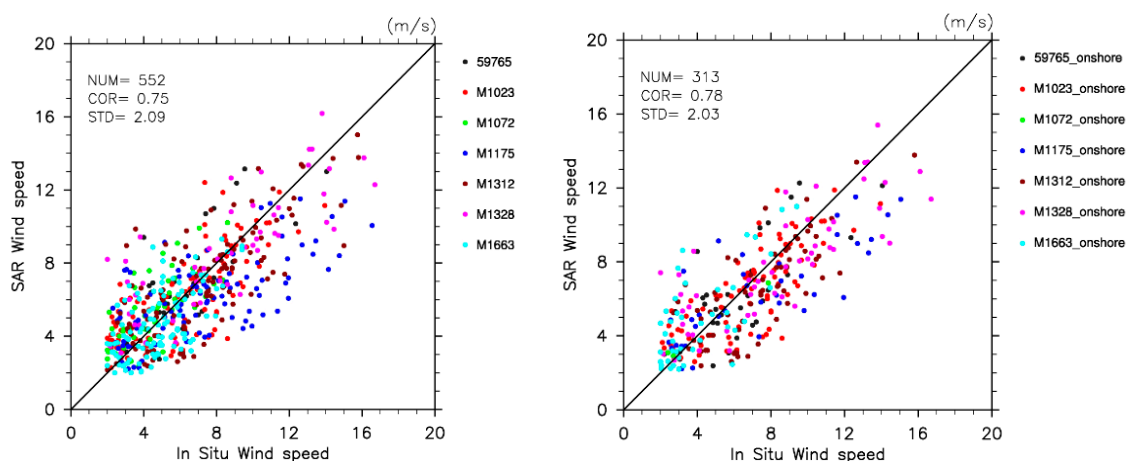 (m/s)
20
16
12
8
4
0
SAR Wind speed
NUM= 552
COR= 0.75
STD= 2.09
0 4 8 12 16 20
In Situ Wind speed
59765
M1023
M1072
M1175
M1312
M1328
M1663
(m/s)
20
16
12
8
4
0
SAR Wind speed
NUM= 313
COR= 0.78
STD= 2.03
0 4 8 12 16 20
In Situ Wind speed
59765_onshore
M1023_onshore
M1072_onshore
M1175_onshore
M1312_onshore
M1328_onshore
M1663_onshore